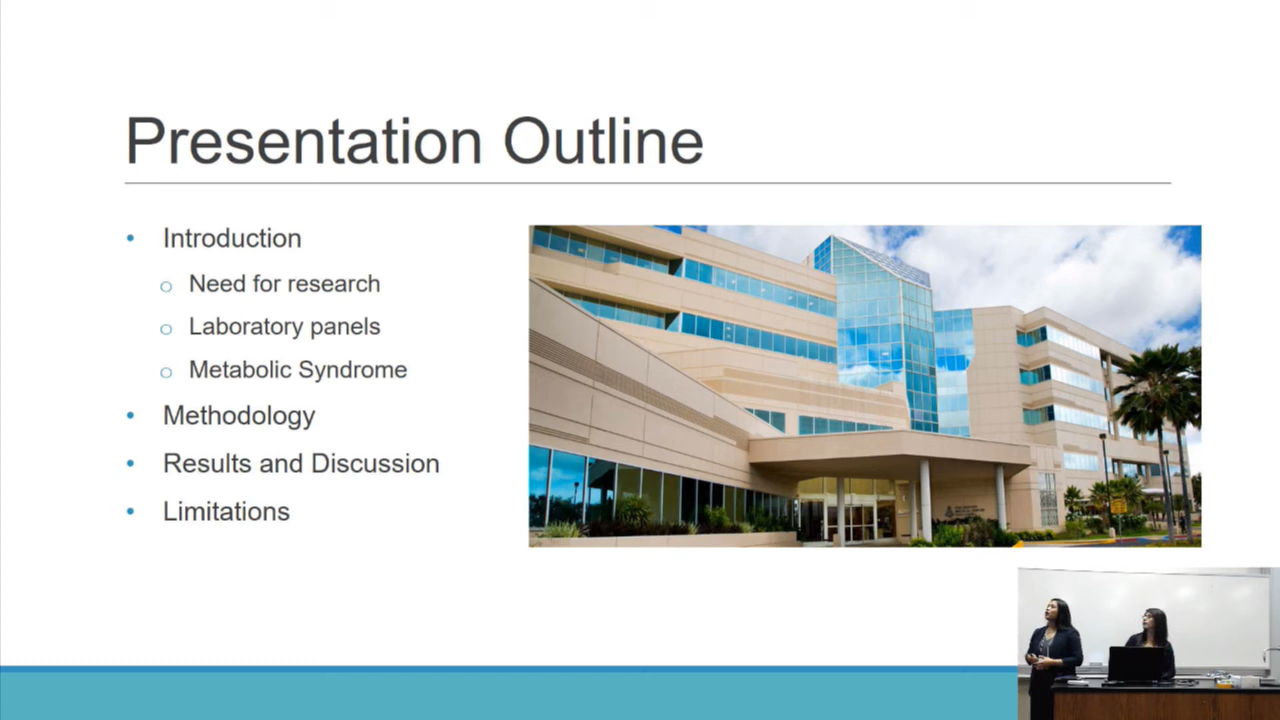 Presentation Outline
• Introduction
o Need for research
o Laboratory panels
o Metabolic Syndrome
• Methodology
• Results and Discussion
• Limitations